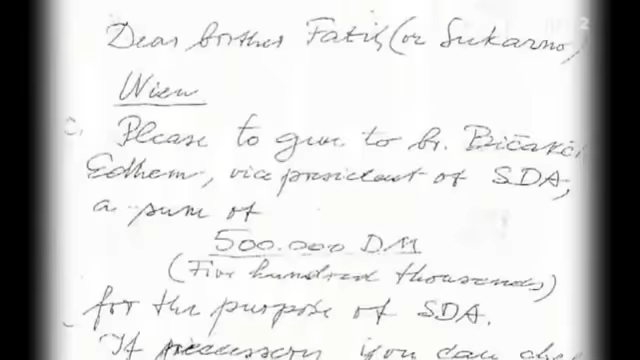 Dear brother Fatih (or Sukarno,
Wien
Please to give to br. Bičakči
Edhem, vice president of SDA,
a sum of
500.000 DM
(Five hundred thousands)
for the purpose of SDA.
If necessary you can